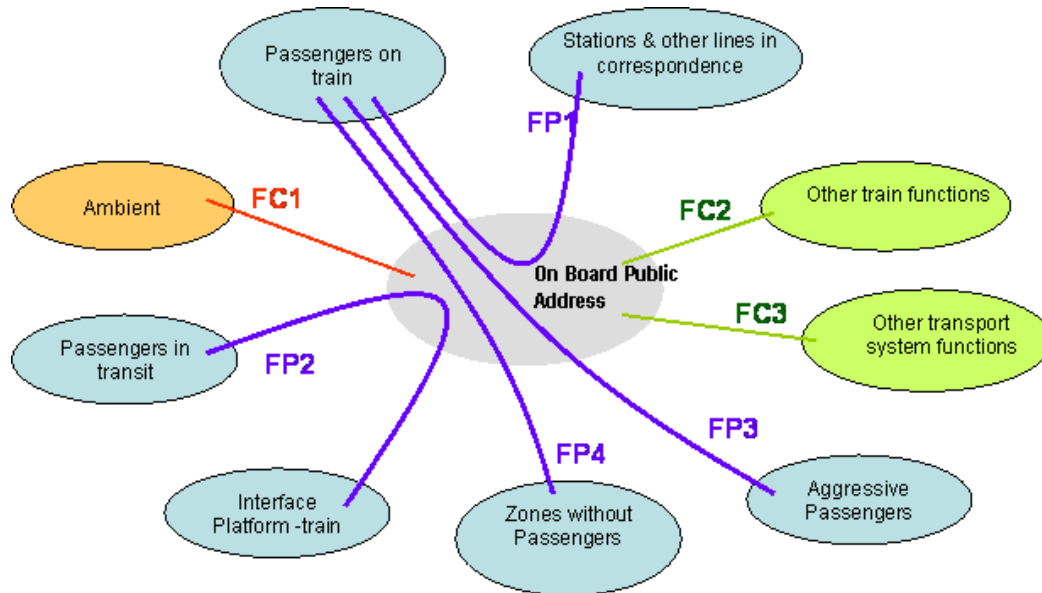 Passengers on
train
Stations & other lines in
correspondence
FP1
Ambient
FC1
FC2
Other train functions
On Board Public
Address
FC3
Other transport
system functions
Passengers in
transit
FP2
FP3
FP4
Interface
Platform -train
Zones without
Passengers
Aggressive
Passengers